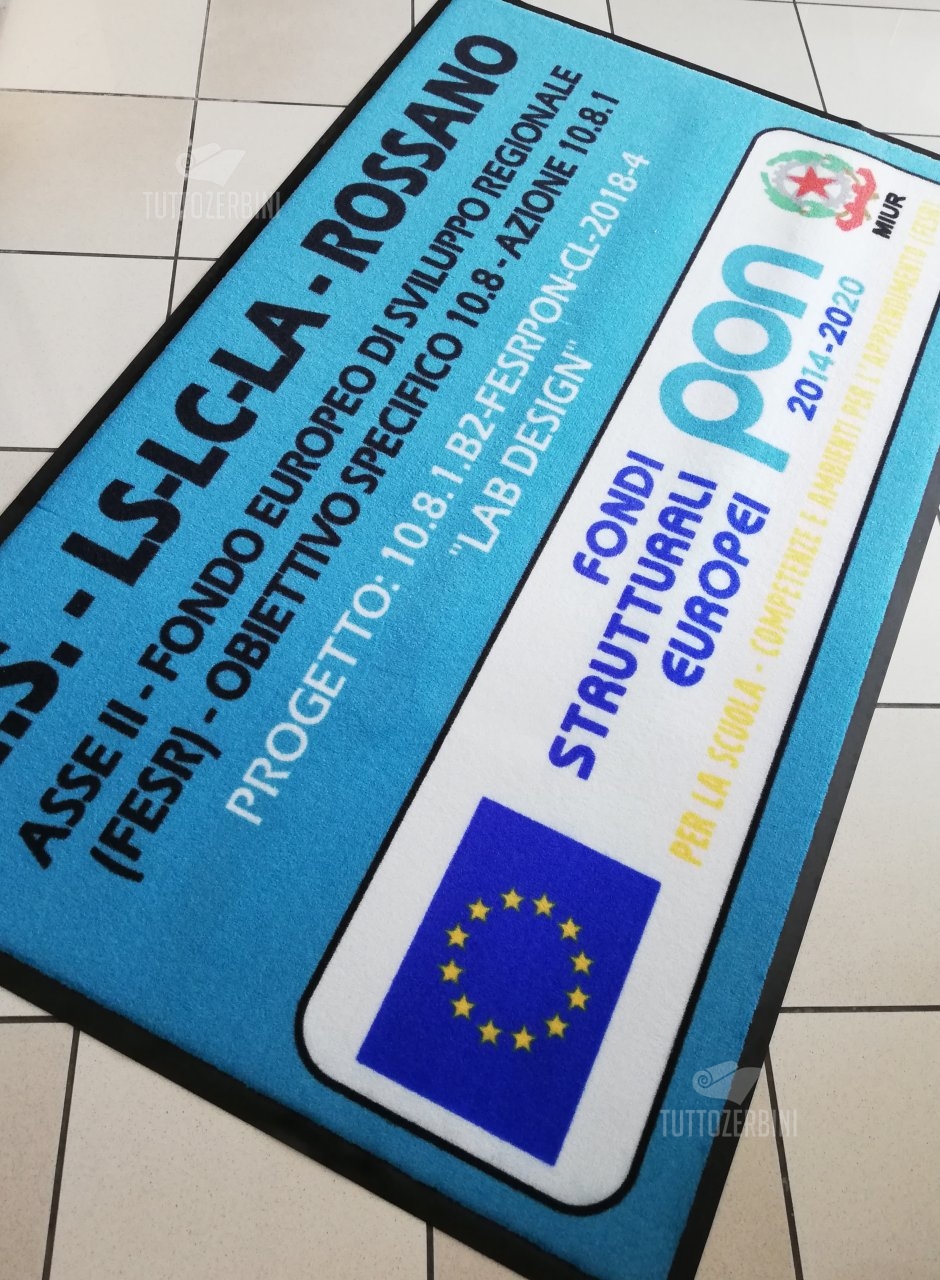 - LS-LC-LA - ROSSANO
ASSE II - FONDO EUROPEO DI SVILUPPO REGIONALE
(FESR) - OBIETTIVO SPECIFICO 10.8 - AZIONE 10.8.1
PROGETTO: 10.8.1.B2-FESRPON-CL-2018-4
"LAB DESIGN"
FONDI
STRUTTURALI
EUROPEI
pon
2014-2020
MIUR
PER LA SCUOLA - COMPETENZE E AMBIENTI PER L'APPRENDIMENTO (FESR)
TUTTOZERBINI
TUTTOZERBINI